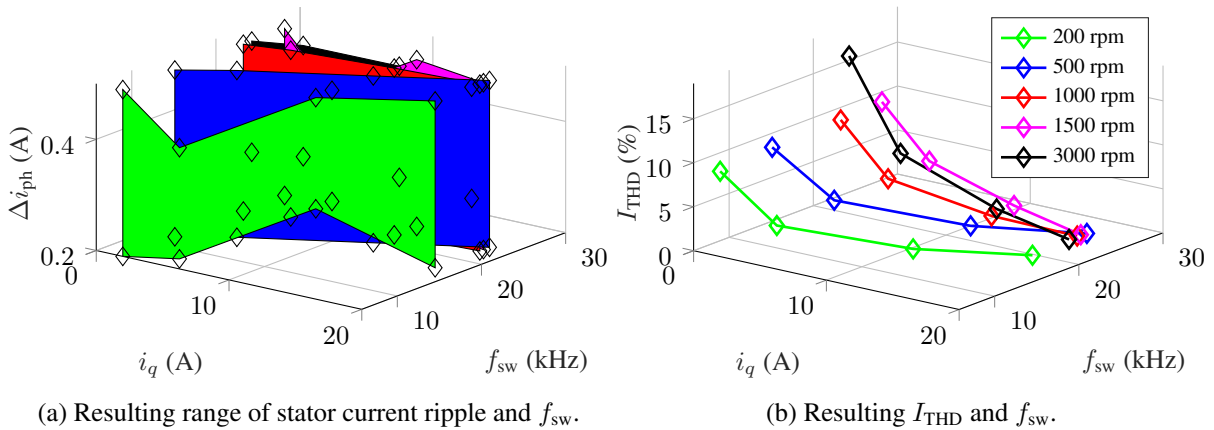 0.4
0.2
Δi_ph (A)
0
10
20
i_q (A)
10
20
30
f_sw (kHz)
(a) Resulting range of stator current ripple and f_sw.
15
10
5
0
I_THD (%)
0
10
20
i_q (A)
10
20
30
f_sw (kHz)
200 rpm
500 rpm
1000 rpm
1500 rpm
3000 rpm
(b) Resulting I_THD and f_sw.